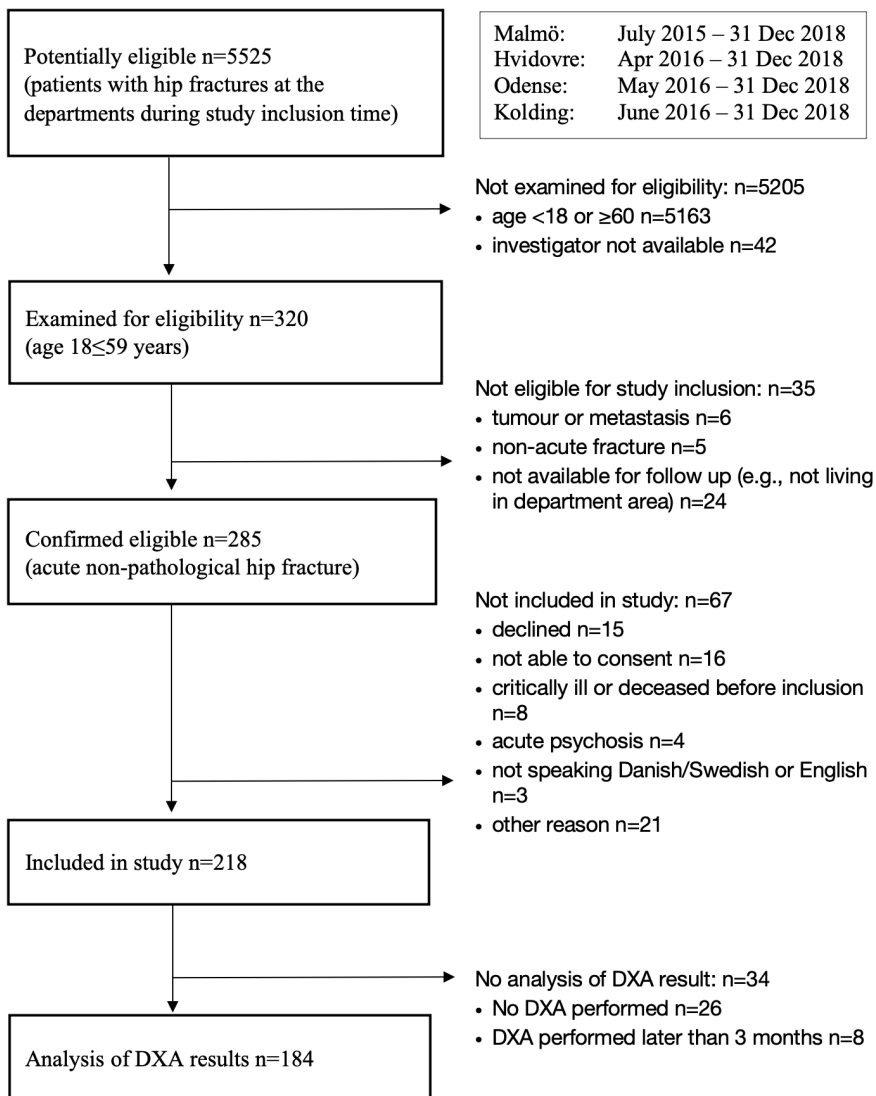 Potentially eligible n=5525
(patients with hip fractures at the
departments during study inclusion time)
Malmö: July 2015 – 31 Dec 2018
Hvidovre: Apr 2016 – 31 Dec 2018
Odense: May 2016 – 31 Dec 2018
Kolding: June 2016 – 31 Dec 2018
Not examined for eligibility: n=5205
• age <18 or ≥60 n=5163
• investigator not available n=42
Examined for eligibility n=320
(age 18≤59 years)
Not eligible for study inclusion: n=35
• tumour or metastasis n=6
• non-acute fracture n=5
• not available for follow up (e.g., not living
in department area) n=24
Confirmed eligible n=285
(acute non-pathological hip fracture)
Not included in study: n=67
• declined n=15
• not able to consent n=16
• critically ill or deceased before inclusion
n=8
• acute psychosis n=4
• not speaking Danish/Swedish or English
n=3
• other reason n=21
Included in study n=218
No analysis of DXA result: n=34
• No DXA performed n=26
• DXA performed later than 3 months n=8
Analysis of DXA results n=184